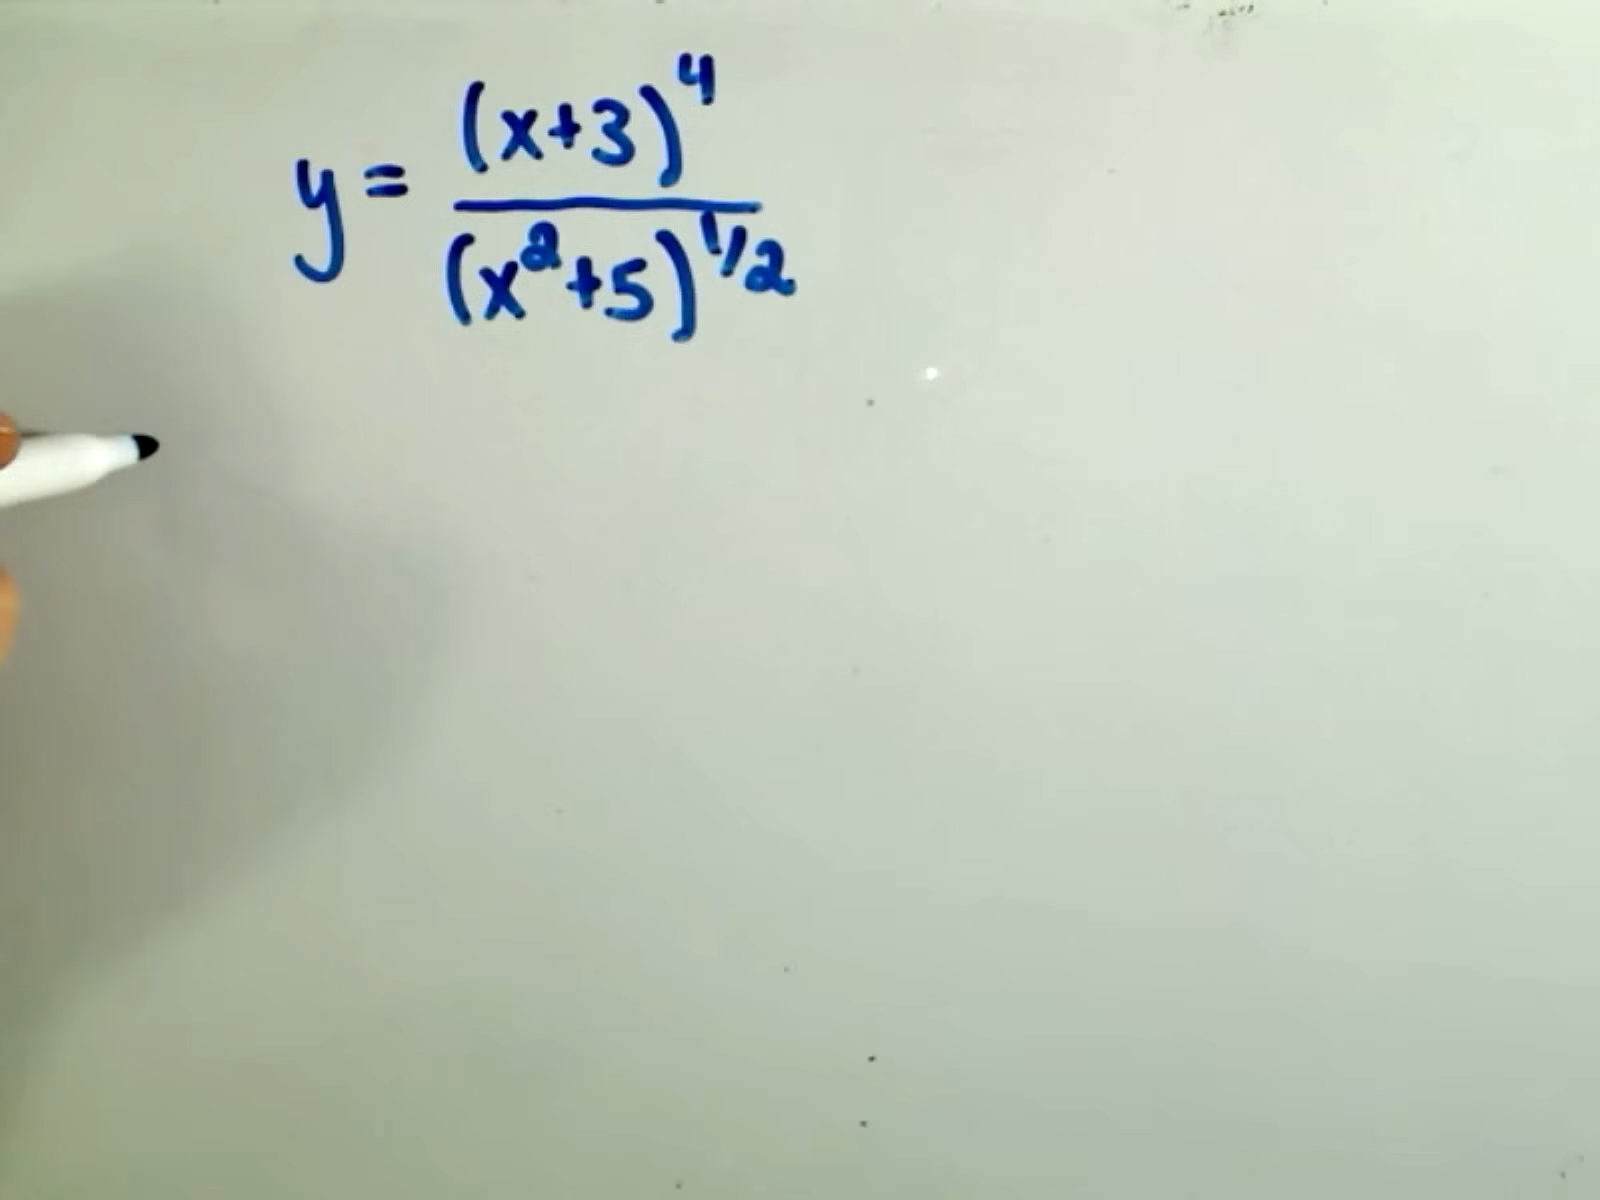 y = (x+3)^4 / (x^2+5)^1/2